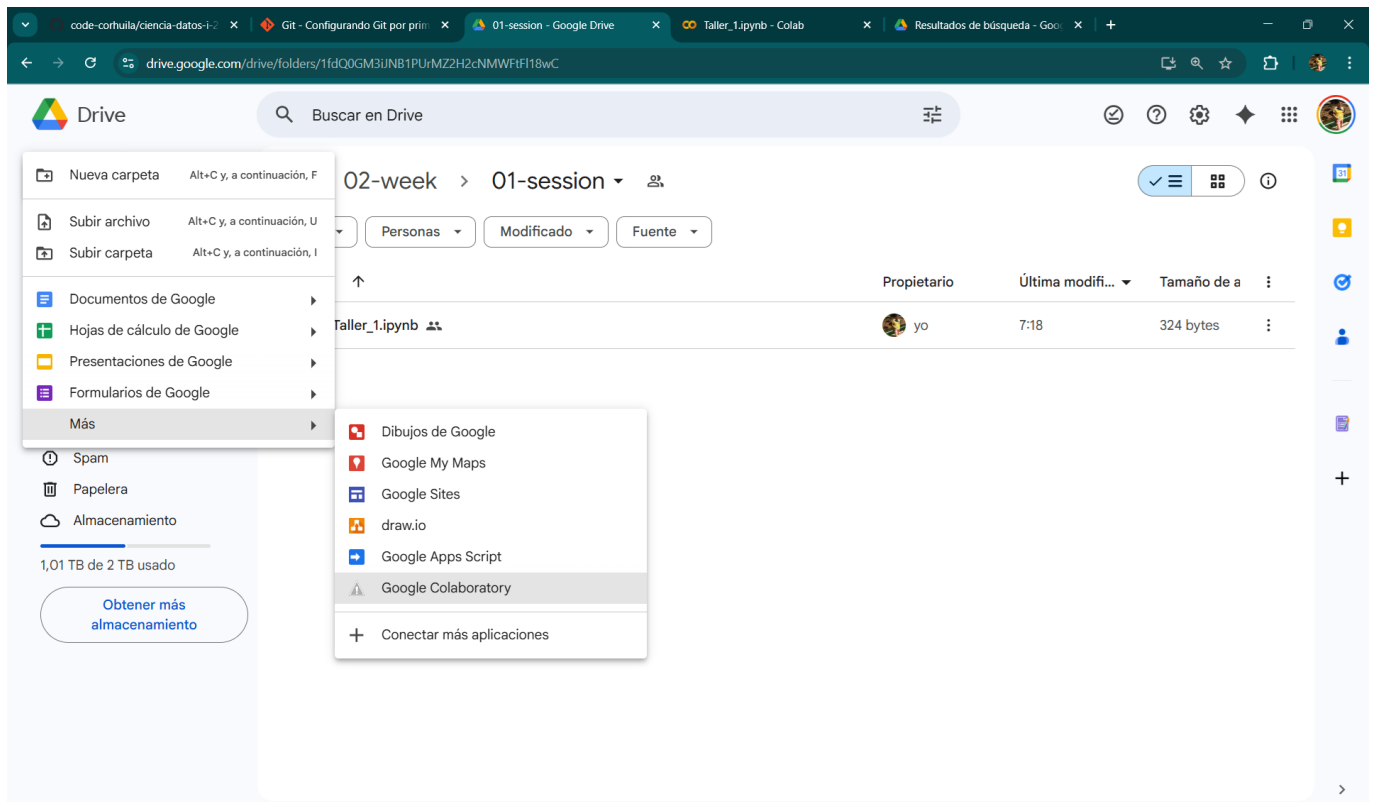 code-corhuila/ciencia-datos-i-2
Git - Configurando Git por prim
01-session - Google Drive
Taller_1.ipynb - Colab
Resultados de búsqueda - Goo
drive.google.com/drive/folders/1fdQ0GM3iJNB1PUrMZ2H2cNMWFtFl18wC
Drive
Buscar en Drive
Nueva carpeta Alt+C y, a continuación, F
Subir archivo Alt+C y, a continuación, U
Subir carpeta Alt+C y, a continuación, I
Documentos de Google
Hojas de cálculo de Google
Presentaciones de Google
Formularios de Google
Más
02-week > 01-session
Personas
Modificado
Fuente
Propietario
Última modifi...
Tamaño de a
Taller_1.ipynb
yo
7:18
324 bytes
Dibujos de Google
Google My Maps
Google Sites
draw.io
Google Apps Script
Google Colaboratory
Conectar más aplicaciones
Spam
Papelera
Almacenamiento
1,01 TB de 2 TB usado
Obtener más
almacenamiento
31